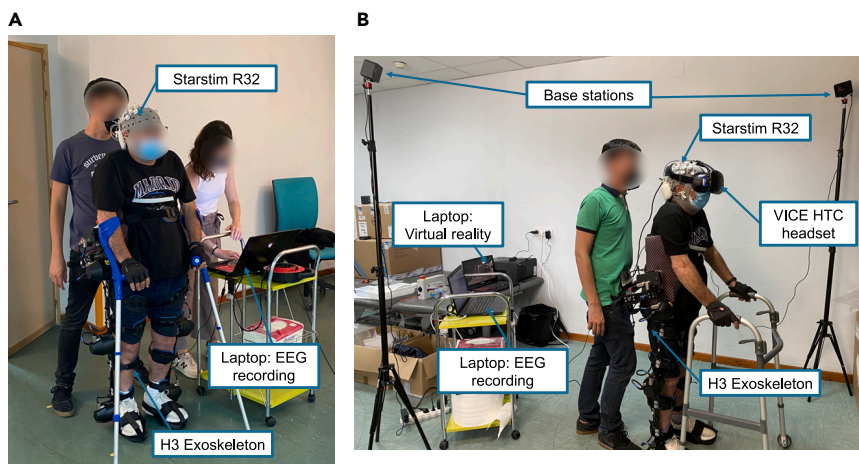 A
B
Starstim R32
Base stations
Starstim R32
Laptop:
Virtual reality
VICE HTC
headset
MADRID
Laptop: EEG
recording
Laptop: EEG
recording
H3 Exoskeleton
H3 Exoskeleton